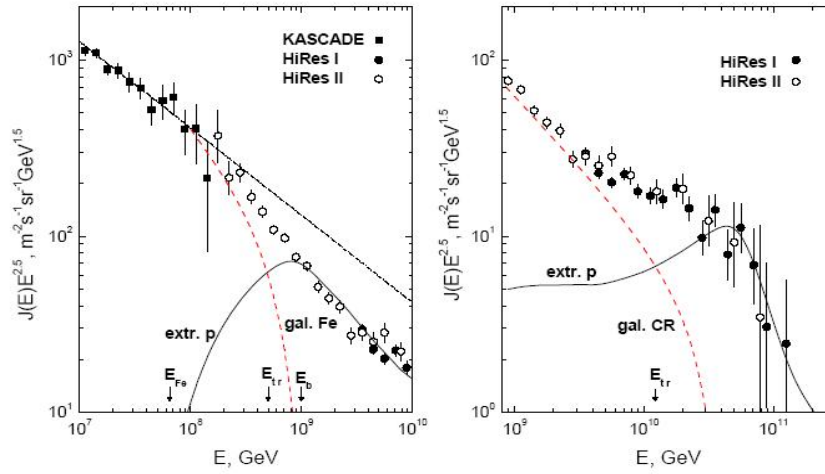 KASCADE
HiRes I
HiRes II
J(E)E^2.5, m^-2s^-1sr^-1GeV^1.5
10^3
10^2
10^1
extr. p
gal. Fe
E_Fe
E_tr
E_b
10^7
10^8
10^9
10^10
E, GeV
HiRes I
HiRes II
J(E)E^2.5, m^-2s^-1sr^-1GeV^1.5
10^2
10^1
10^0
extr. p
gal. CR
E_tr
10^9
10^10
10^11
E, GeV